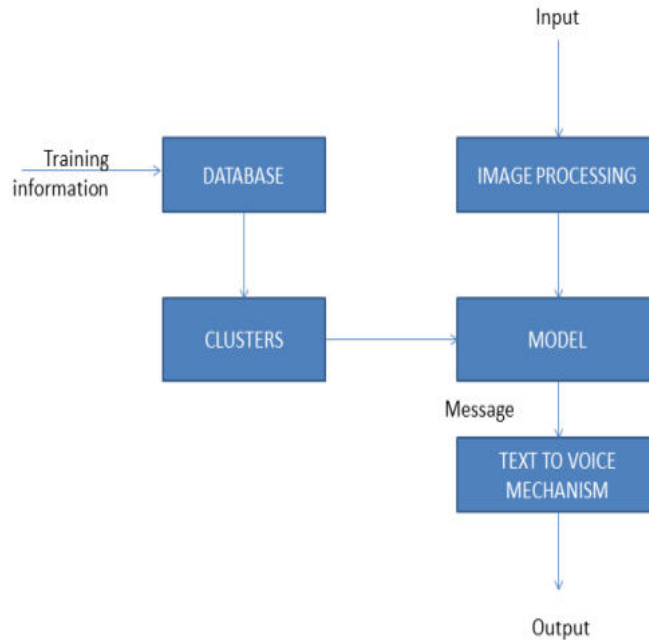 Input
Training
information
DATABASE
IMAGE PROCESSING
CLUSTERS
MODEL
Message
TEXT TO VOICE
MECHANISM
Output